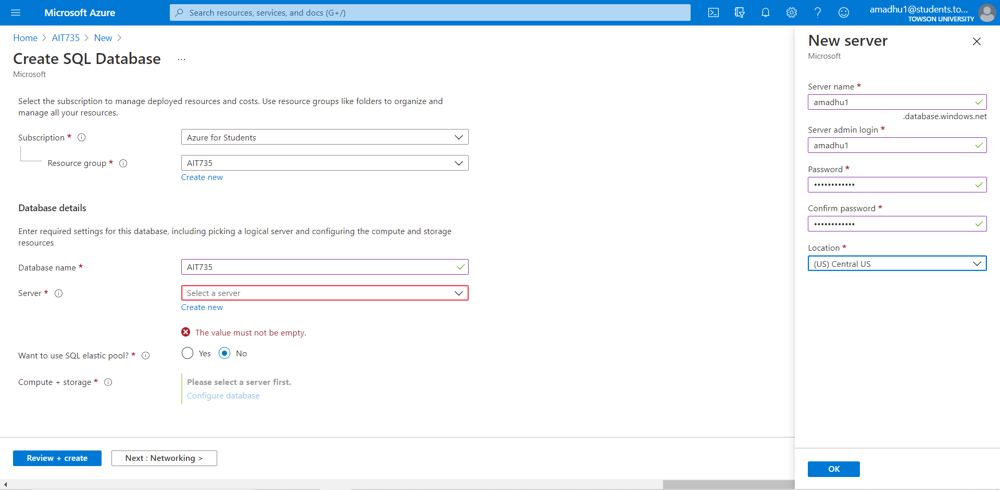 Microsoft Azure
Search resources, services, and docs (G+/)
amadhu1@students.to...
TOWSON UNIVERSITY
Home > AIT735 > New >
Create SQL Database ...
Microsoft
Select the subscription to manage deployed resources and costs. Use resource groups like folders to organize and
manage all your resources.
Subscription *
Azure for Students
Resource group *
AIT735
Create new
Database details
Enter required settings for this database, including picking a logical server and configuring the compute and storage
resources
Database name *
AIT735
Server *
Select a server
Create new
The value must not be empty.
Want to use SQL elastic pool? *
Yes No
Compute + storage *
Please select a server first.
Configure database
Review + create
Next : Networking >
New server
Microsoft
Server name *
amadhu1
.database.windows.net
Server admin login *
amadhu1
Password *
••••••••••••
Confirm password *
••••••••••••
Location *
(US) Central US
OK